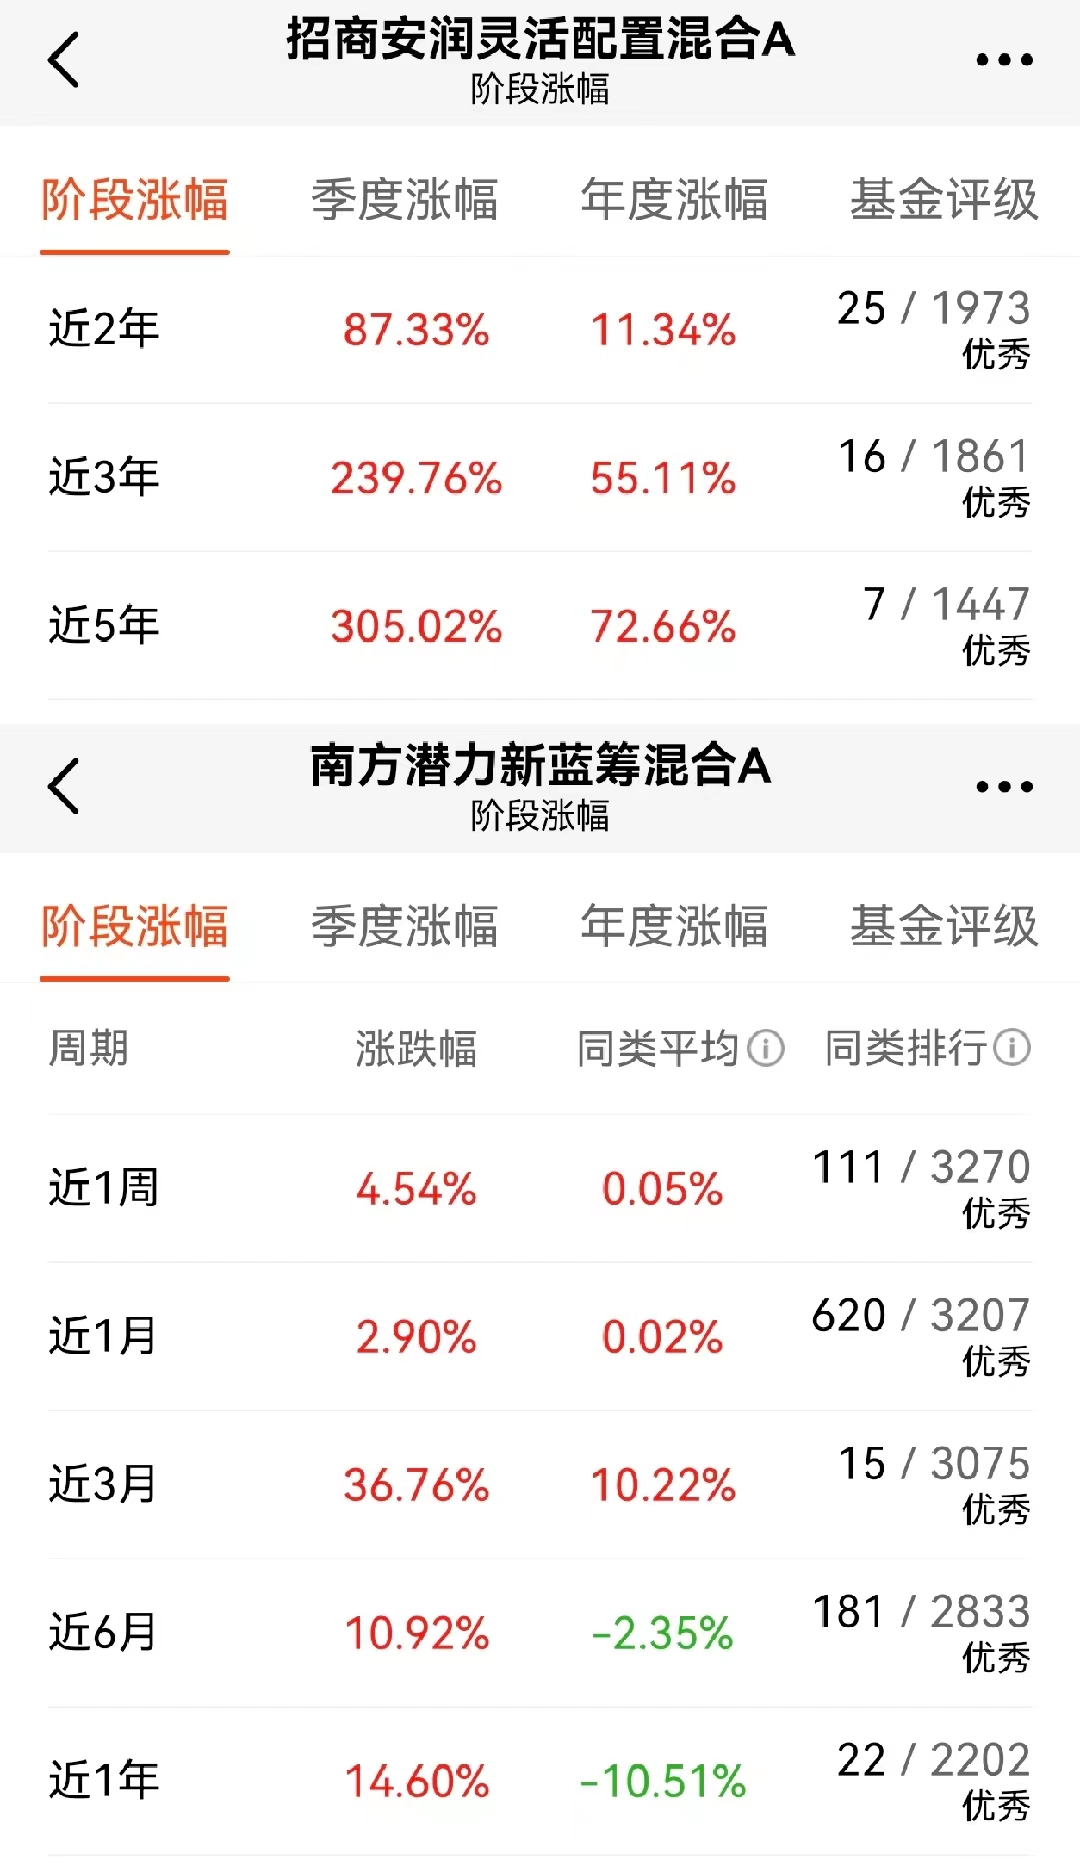 招商安润灵活配置混合A
阶段涨幅
阶段涨幅 季度涨幅 年度涨幅 基金评级
近2年 87.33% 11.34% 25 / 1973
优秀
近3年 239.76% 55.11% 16 / 1861
优秀
近5年 305.02% 72.66% 7 / 1447
优秀
南方潜力新蓝筹混合A
阶段涨幅
阶段涨幅 季度涨幅 年度涨幅 基金评级
周期 涨跌幅 同类平均 同类排行
近1周 4.54% 0.05% 111 / 3270
优秀
近1月 2.90% 0.02% 620 / 3207
优秀
近3月 36.76% 10.22% 15 / 3075
优秀
近6月 10.92% -2.35% 181 / 2833
优秀
近1年 14.60% -10.51% 22 / 2202
优秀